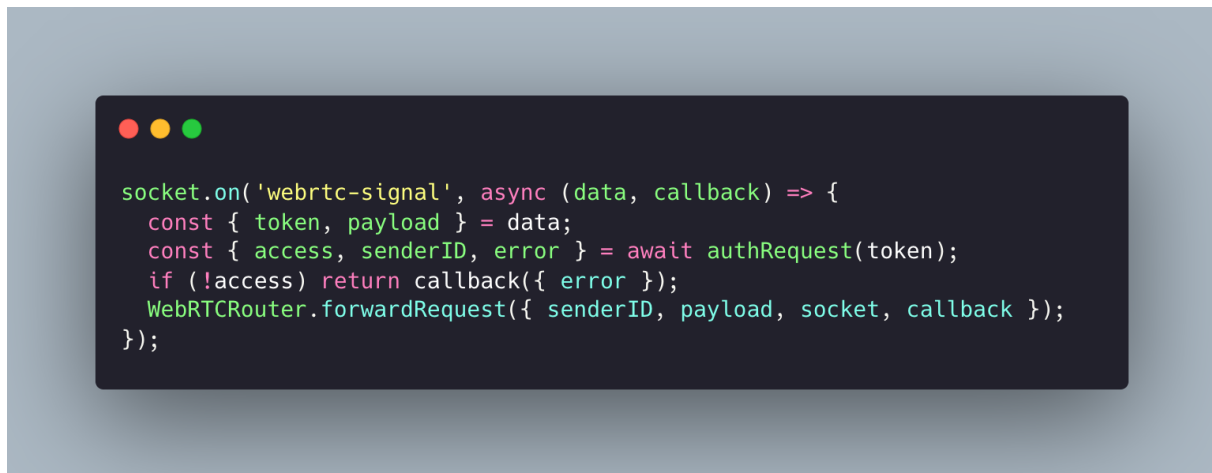 socket.on('webrtc-signal', async (data, callback) => {
  const { token, payload } = data;
  const { access, senderID, error } = await authRequest(token);
  if (!access) return callback({ error });
  WebRTCRouter.forwardRequest({ senderID, payload, socket, callback });
});